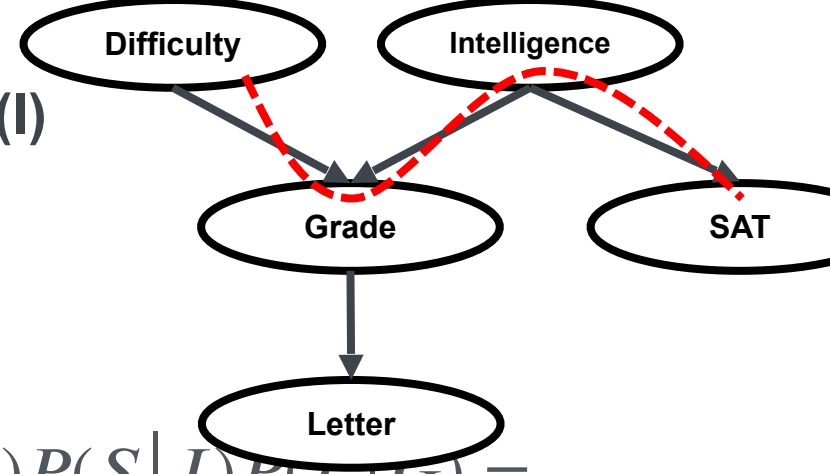 Difficulty Intelligence
(I)
Grade SAT
Letter
) P(S | I) P(